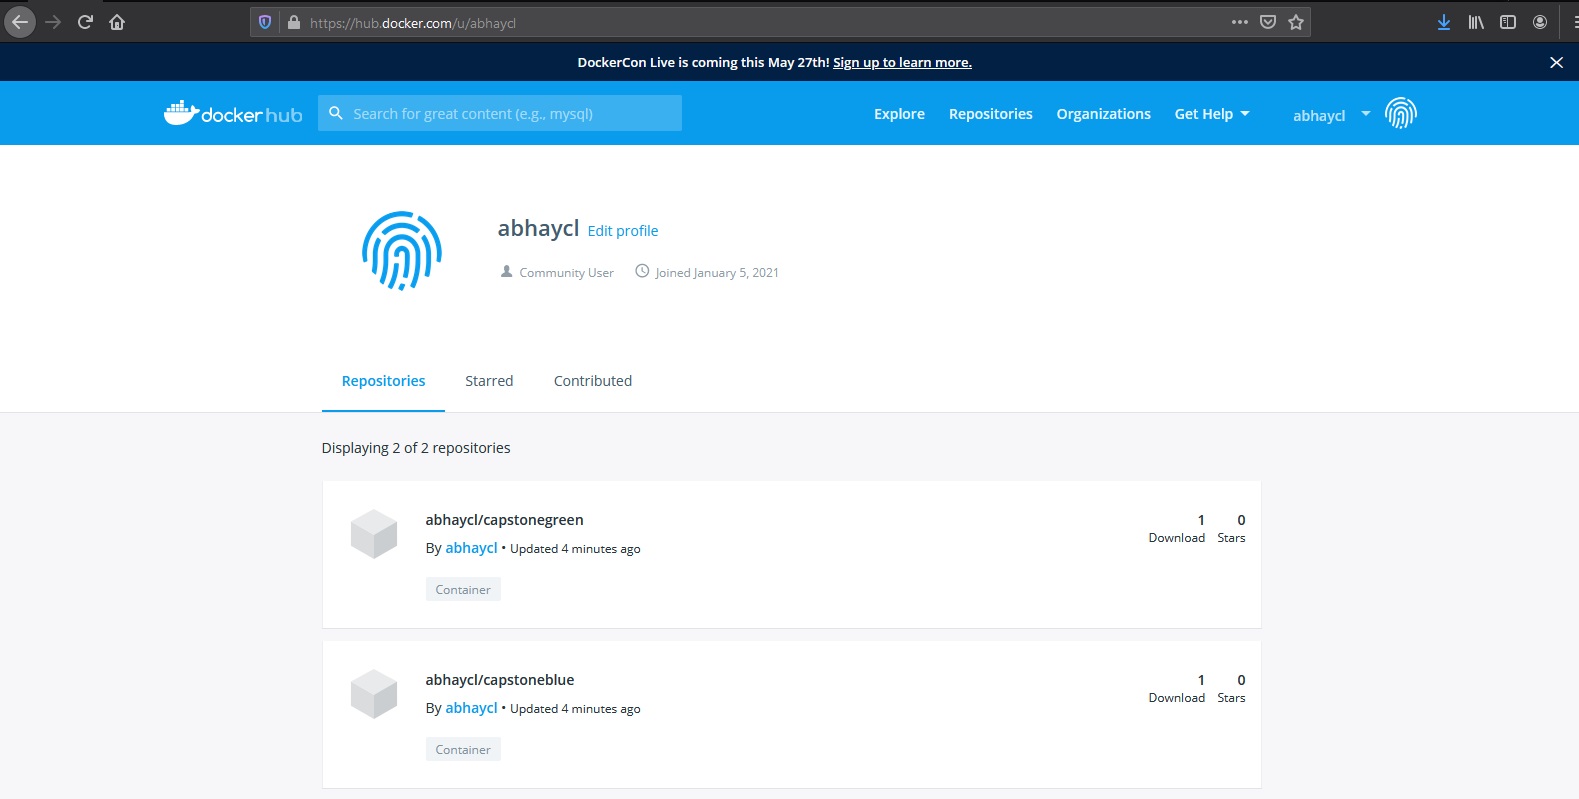 https://hub.docker.com/u/abhaycl
DockerCon Live is coming this May 27th! Sign up to learn more.
docker hub
Search for great content (e.g., mysql)
Explore
Repositories
Organizations
Get Help
abhaycl
abhaycl Edit profile
Community User
Joined January 5, 2021
Repositories
Starred
Contributed
Displaying 2 of 2 repositories
abhaycl/capstonegreen
By abhaycl • Updated 4 minutes ago
Container
1 0
Download Stars
abhaycl/capstoneblue
By abhaycl • Updated 4 minutes ago
Container
1 0
Download Stars